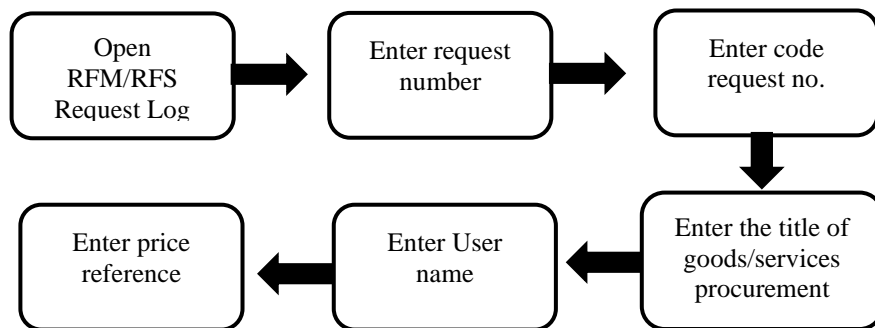 Open
RFM/RFS
Request Log
Enter request
number
Enter code
request no.
Enter the title of
goods/services
procurement
Enter User
name
Enter price
reference